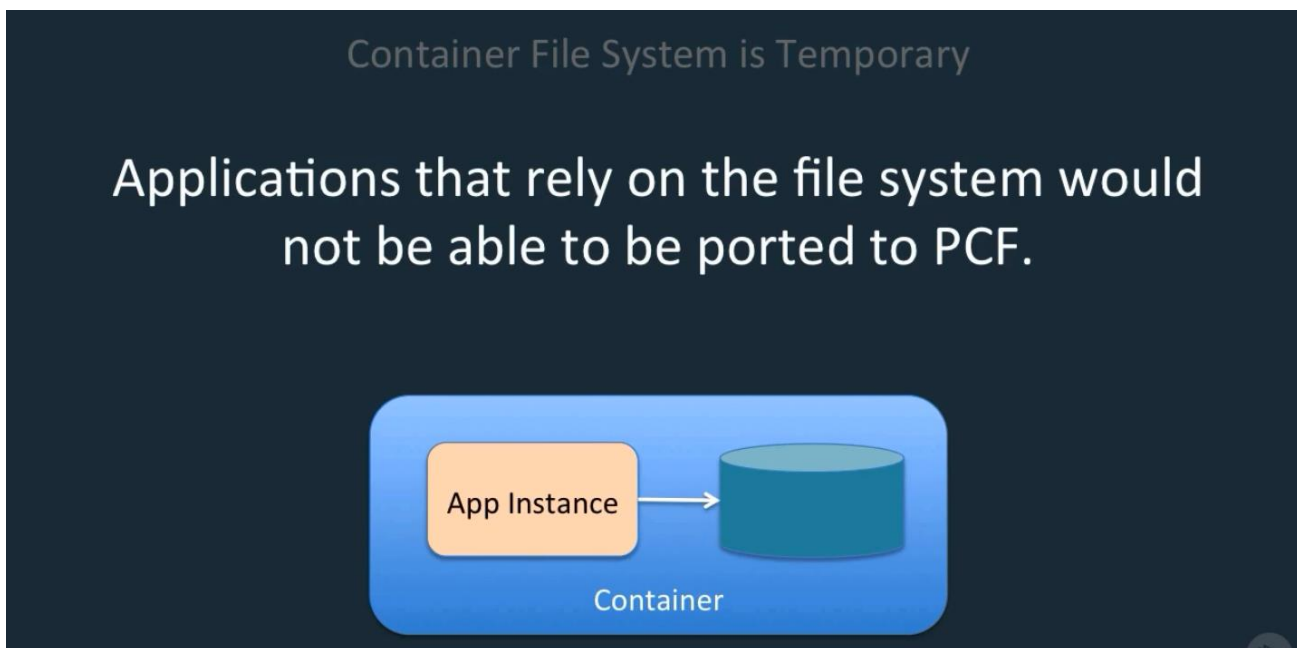 Container File System is Temporary
Applications that rely on the file system would
not be able to be ported to PCF.
App Instance
Container